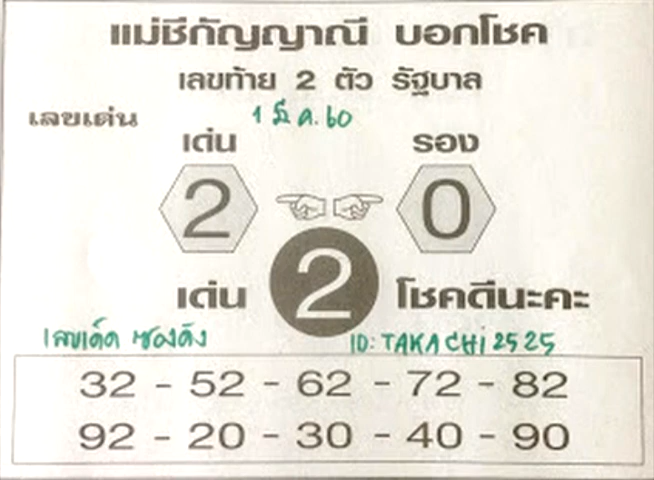 แม่ชีกัญญาณี บอกโชค
เลขท้าย 2 ตัว รัฐบาล
1 ธ.ค. 60
เลขเด่น
เด่น รอง
2 0
เด่น 2 โชคดีนะคะ
เลขเด็ด ซองดัง ID: TAKACHI2525
32 - 52 - 62 - 72 - 82
92 - 20 - 30 - 40 - 90